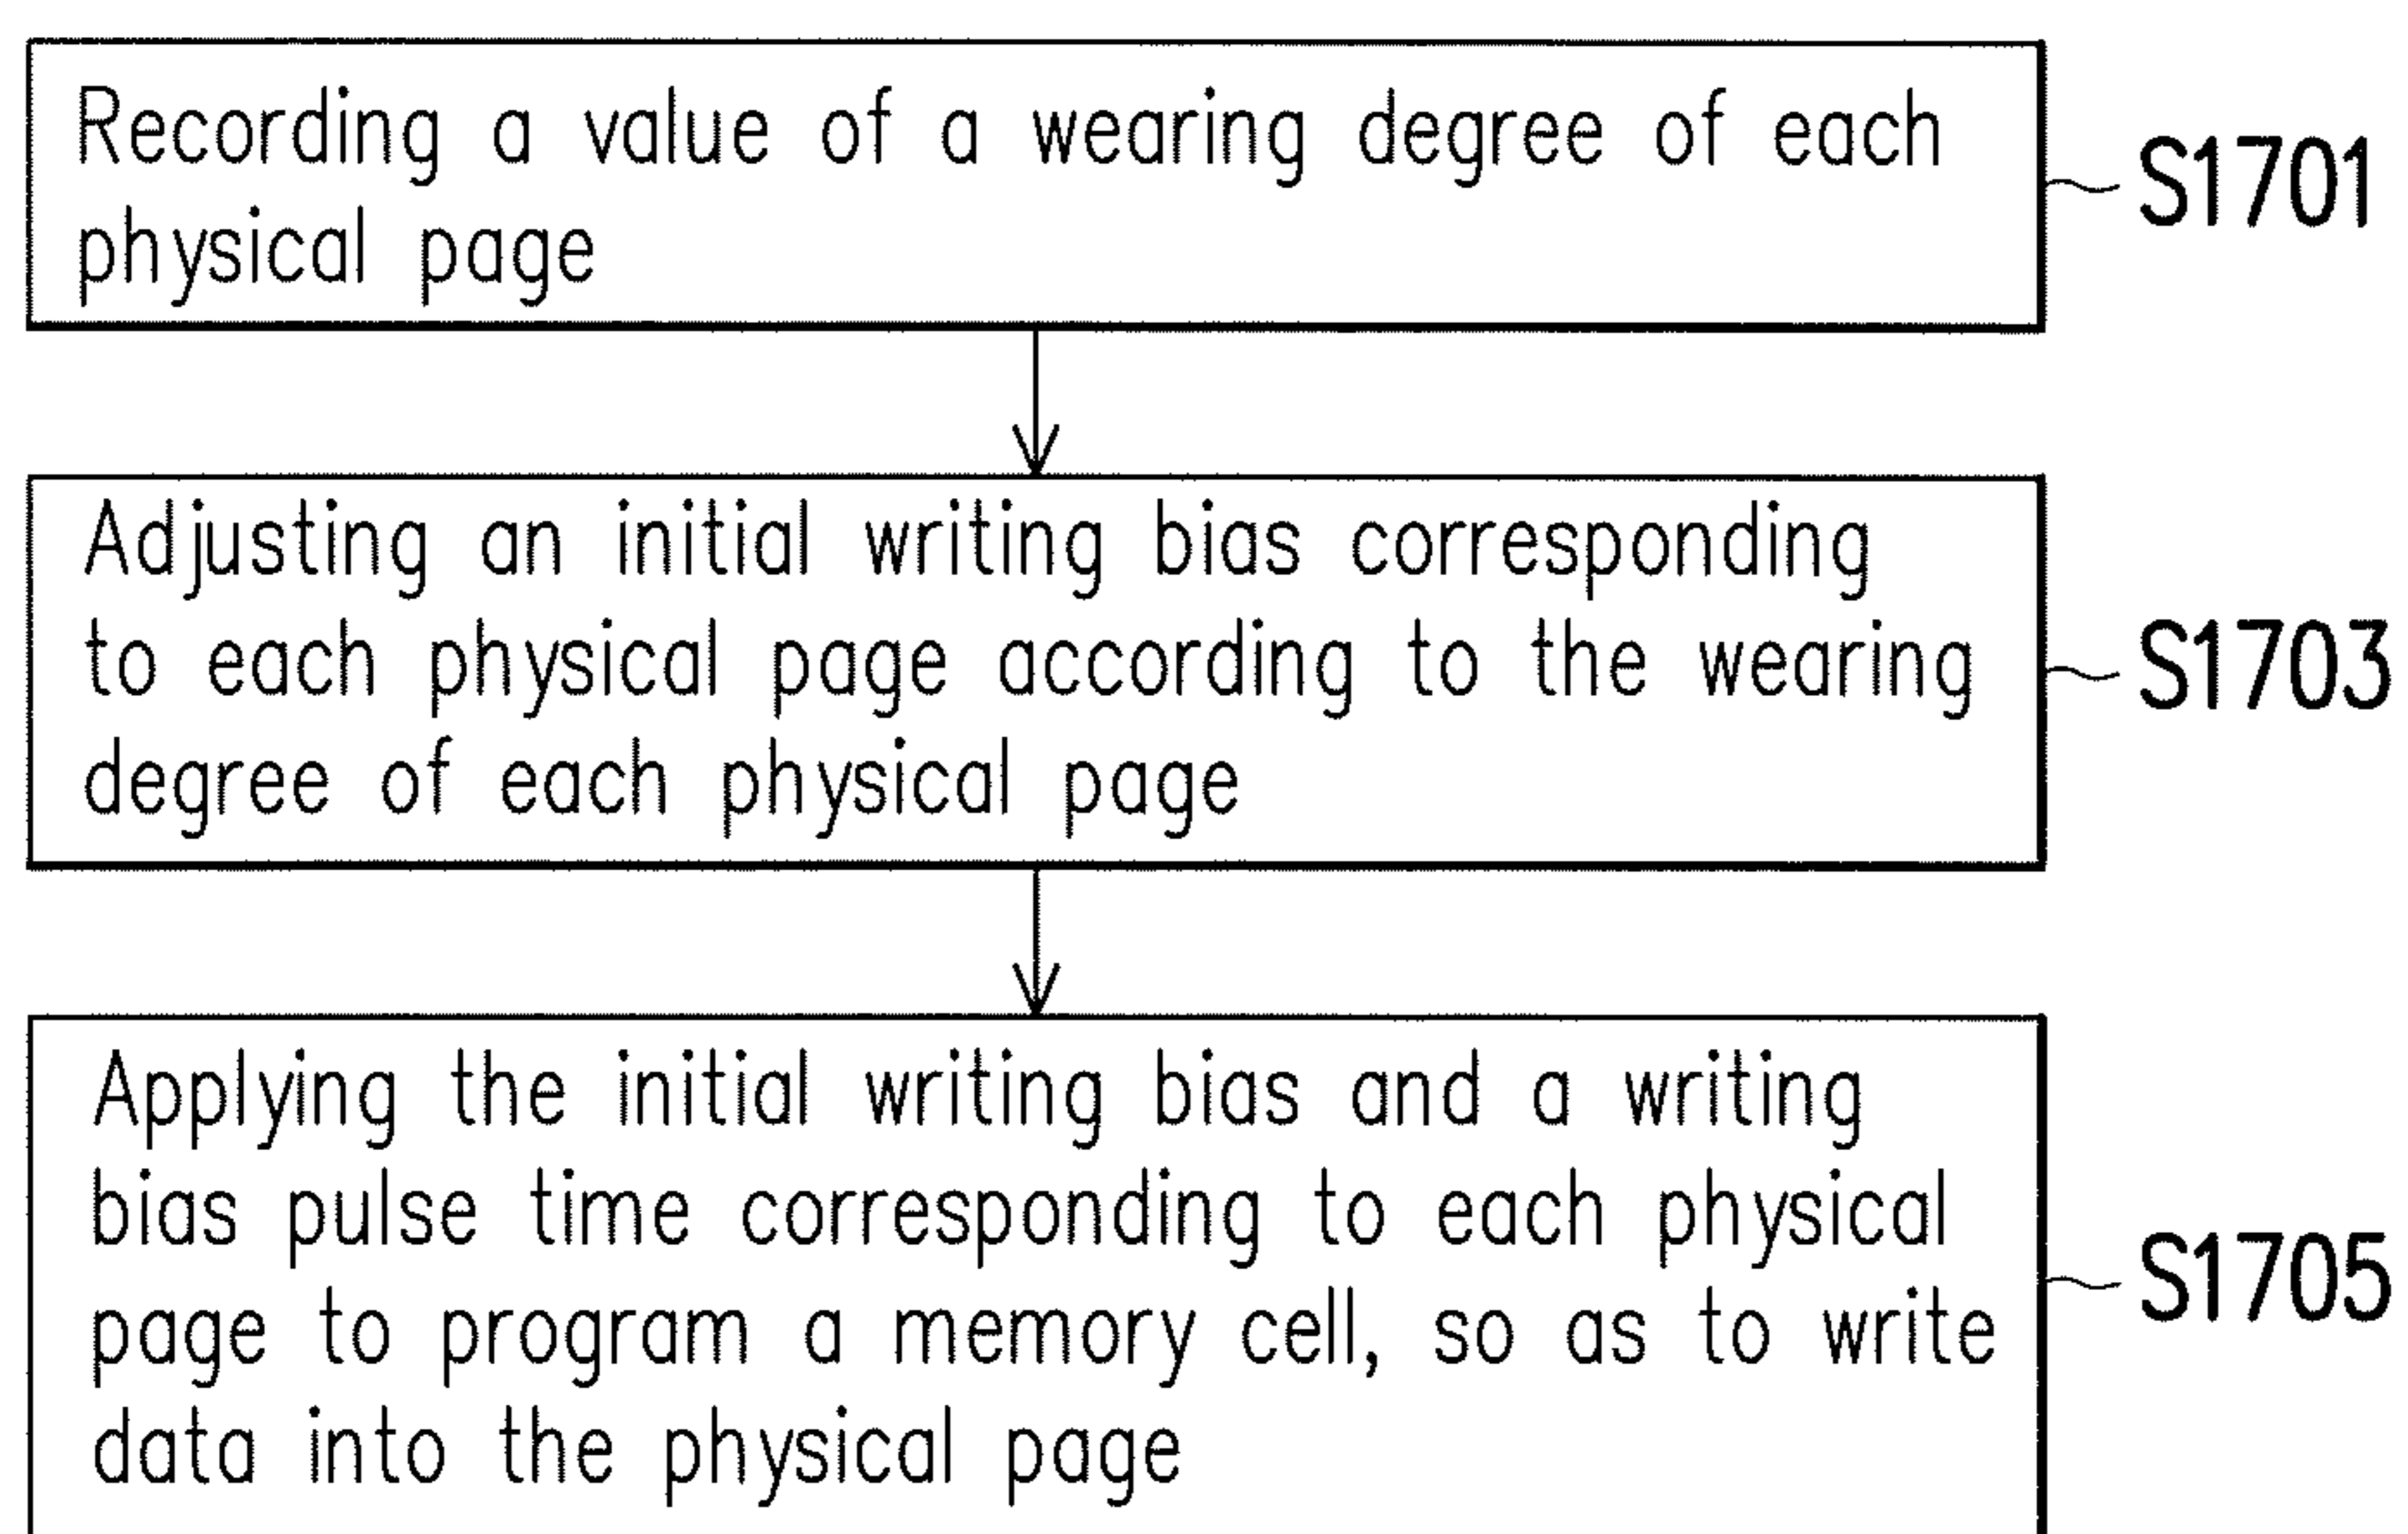 Recording a value of a wearing degree of each
physical page
S1701
Adjusting an initial writing bias corresponding
to each physical page according to the wearing
degree of each physical page
S1703
Applying the initial writing bias and a writing
bias pulse time corresponding to each physical
page to program a memory cell, so as to write
data into the physical page
S1705